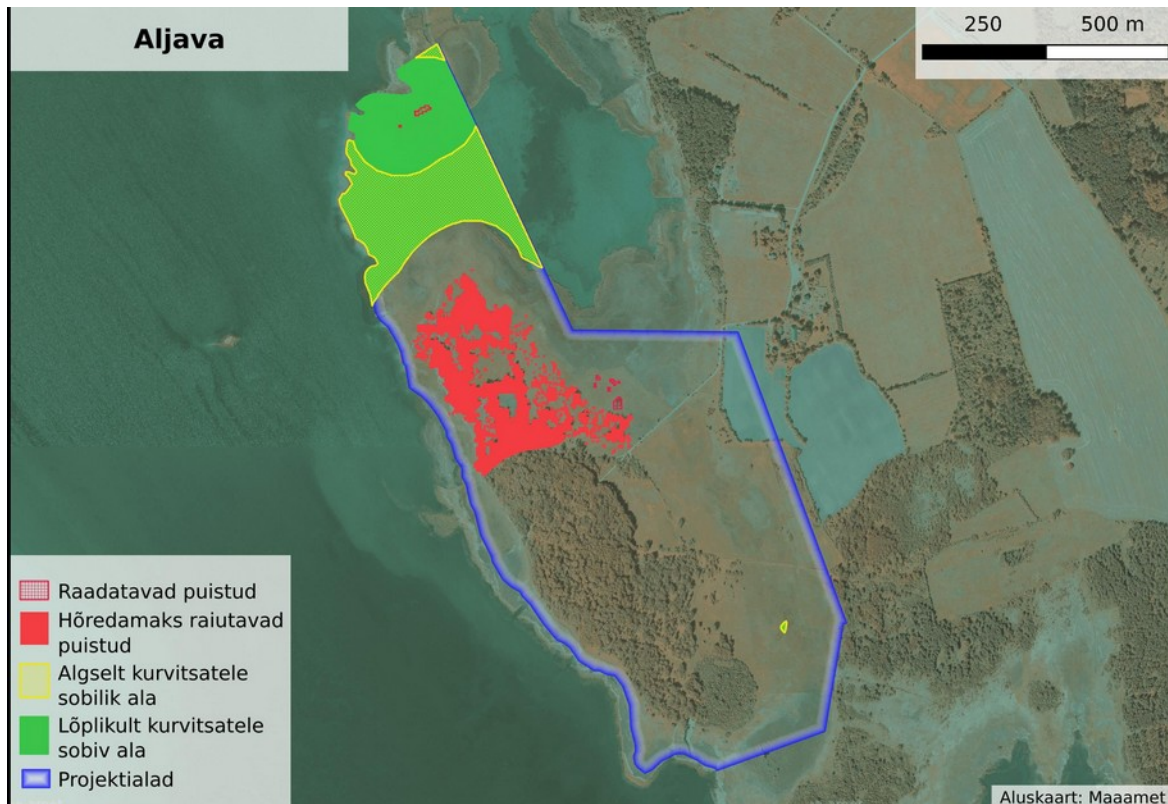 Aljava
250 500 m
Raadatavad puistud
Hõredamaks raiutavad
puistud
Algselt kurvitsatele
sobilik ala
Lõplikult kurvitsatele
sobiv ala
Projektialad
Aluskaart: Maaamet